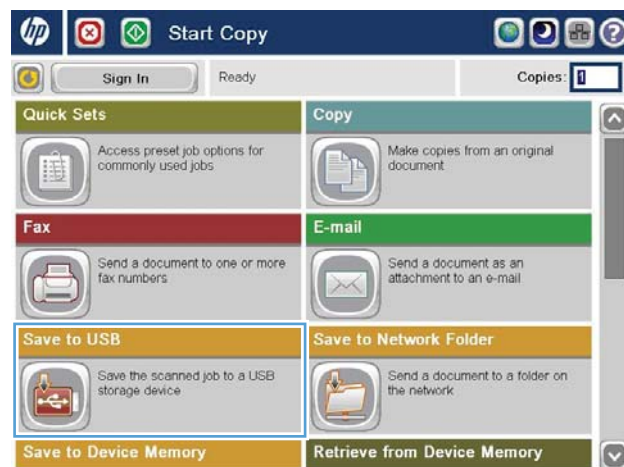 hp
Start Copy
?
Sign In
Ready
Copies: 1
Quick Sets
Access preset job options for
commonly used jobs
Copy
Make copies from an original
document
Fax
Send a document to one or more
fax numbers
E-mail
Send a document as an
attachment to an e-mail
Save to USB
Save the scanned job to a USB
storage device
Save to Network Folder
Send a document to a folder on
the network
Save to Device Memory
Retrieve from Device Memory